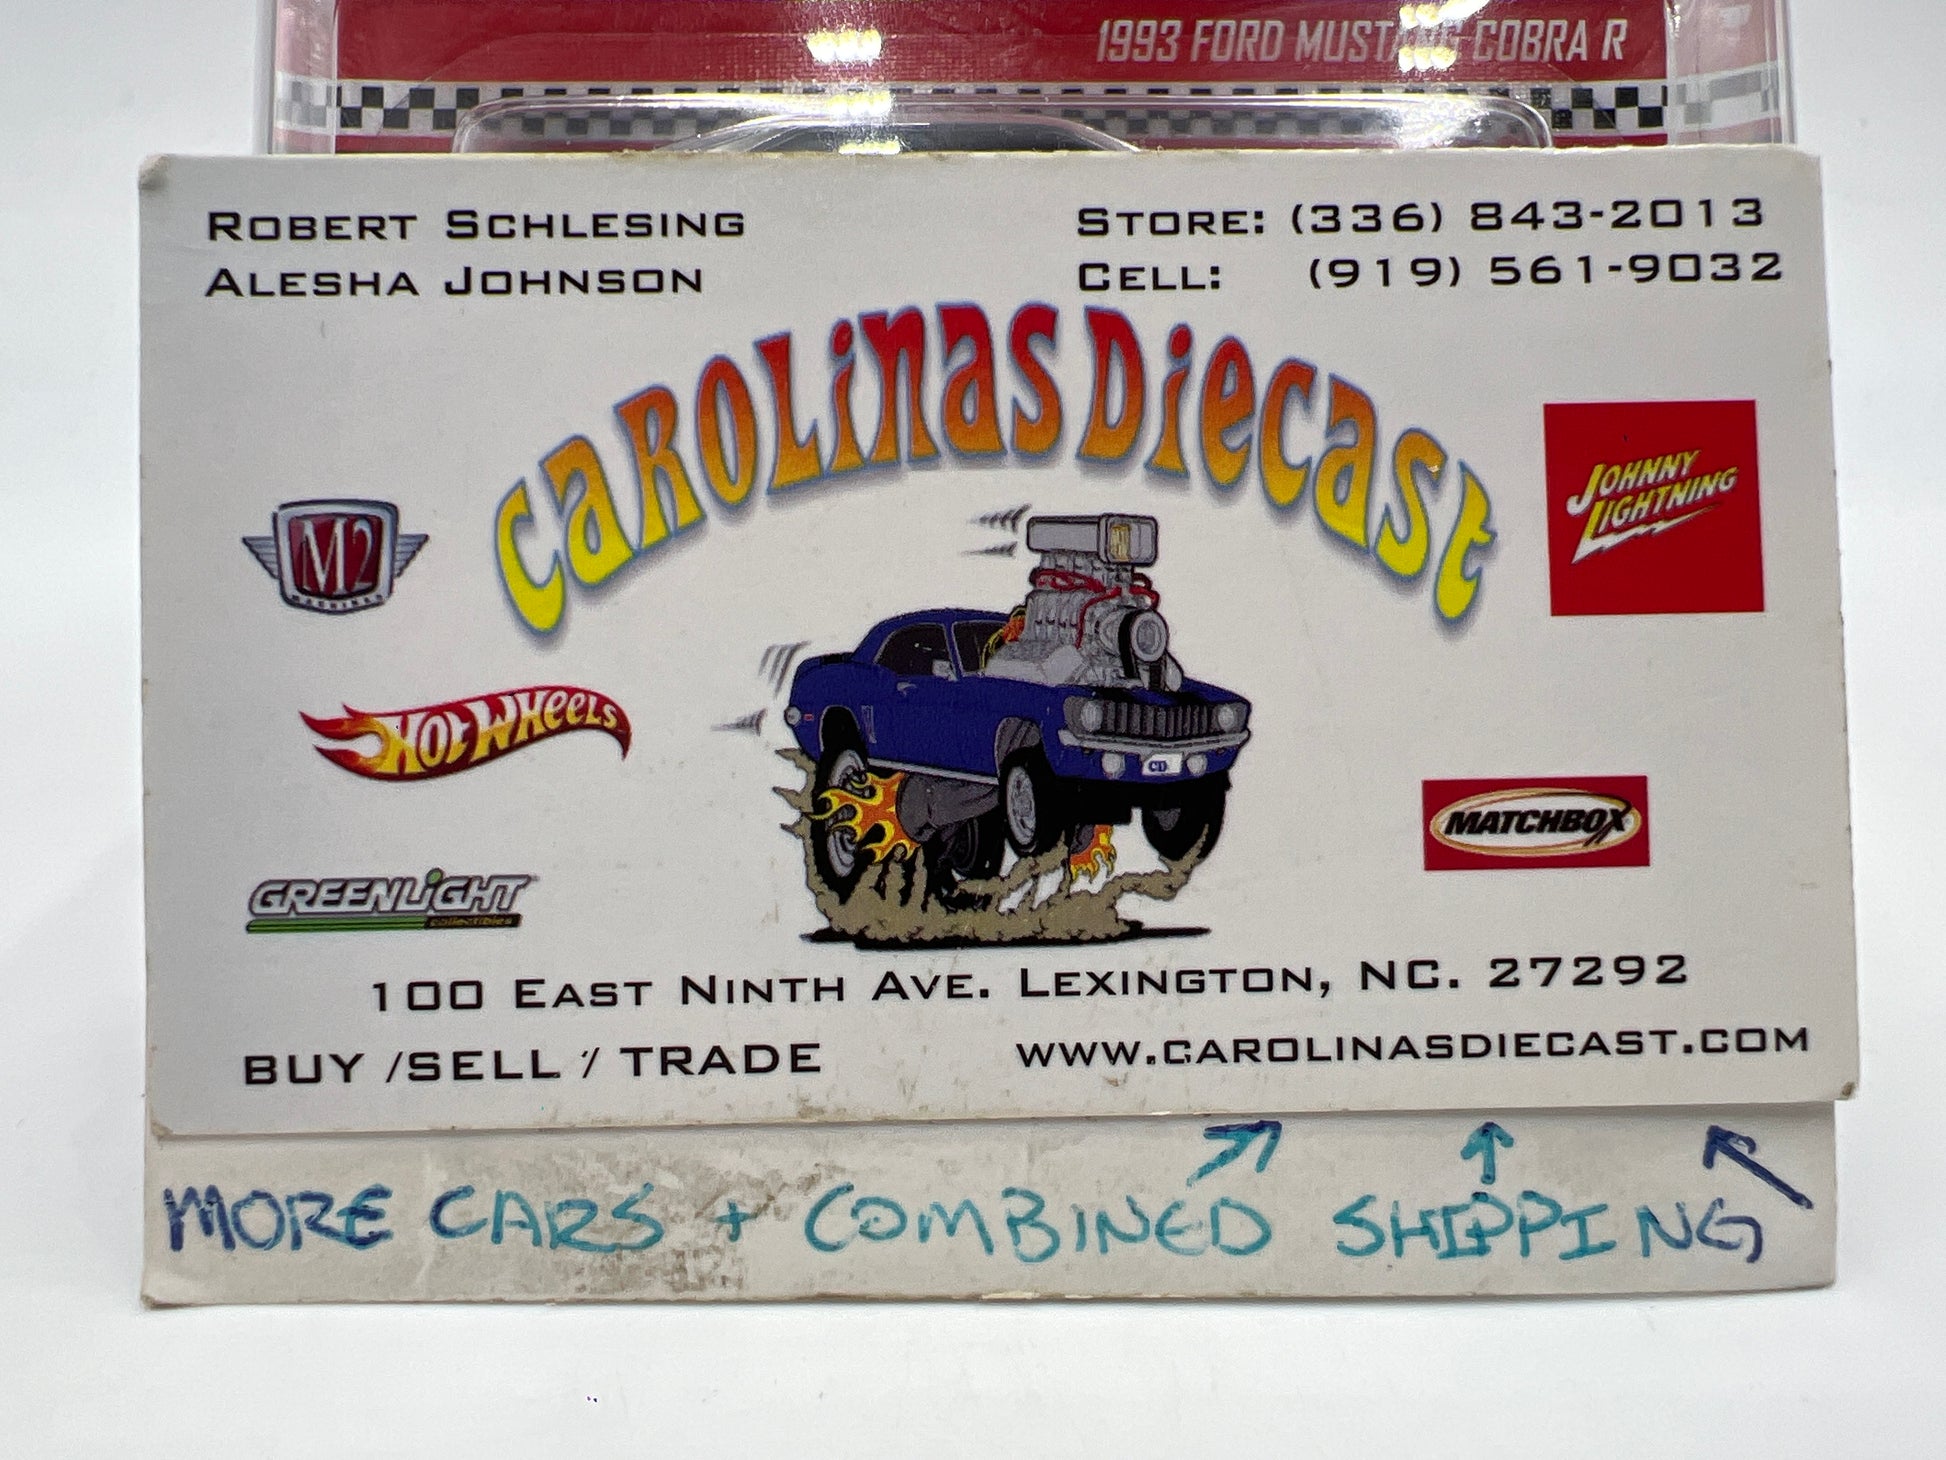 1993 FORD MUSTANG COBRA R
ROBERT SCHLESING
ALESHA JOHNSON
STORE: (336) 843-2013
CELL: (919) 561-9032
CAROLINAS DIECAST
M2
MACHINES
JOHNNY
LIGHTNING
HOT WHEELS
CD
MATCHBOX
GREENLIGHT
collectibles
100 EAST NINTH AVE. LEXINGTON, NC. 27292
BUY /SELL / TRADE
WWW.CAROLINASDIECAST.COM
MORE CARS + COMBINED SHIPPING